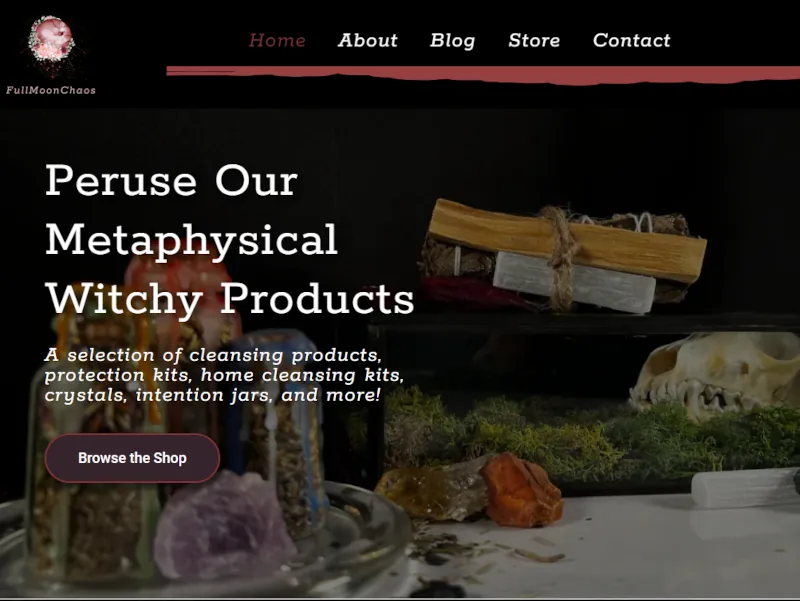 Home About Blog Store Contact
FullMoonChaos
Peruse Our
Metaphysical
Witchy Products
A selection of cleansing products,
protection kits, home cleansing kits,
crystals, intention jars, and more!
Browse the Shop